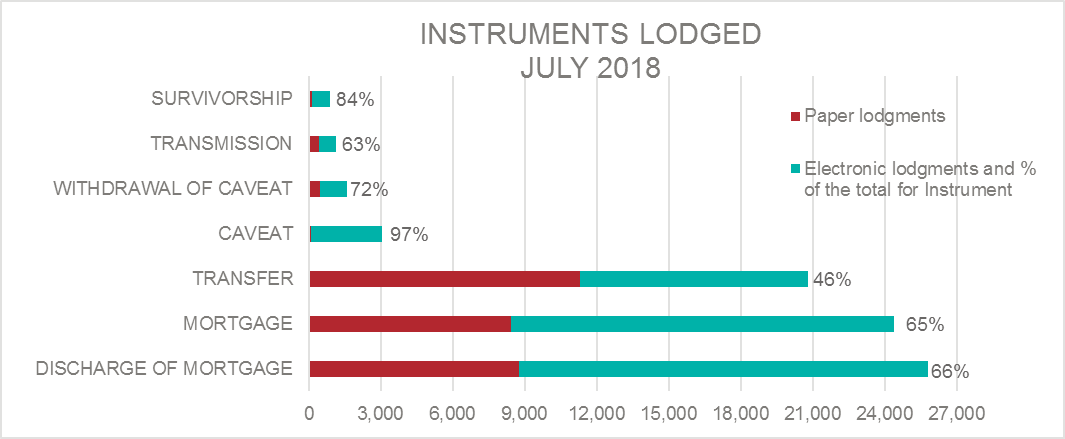 INSTRUMENTS LODGED
JULY 2018
SURVIVORSHIP 84%
Paper lodgments
TRANSMISSION 63%
Electronic lodgments and %
of the total for Instrument
WITHDRAWAL OF CAVEAT 72%
CAVEAT 97%
TRANSFER 46%
MORTGAGE 65%
DISCHARGE OF MORTGAGE 66%
0 3,000 6,000 9,000 12,000 15,000 18,000 21,000 24,000 27,000